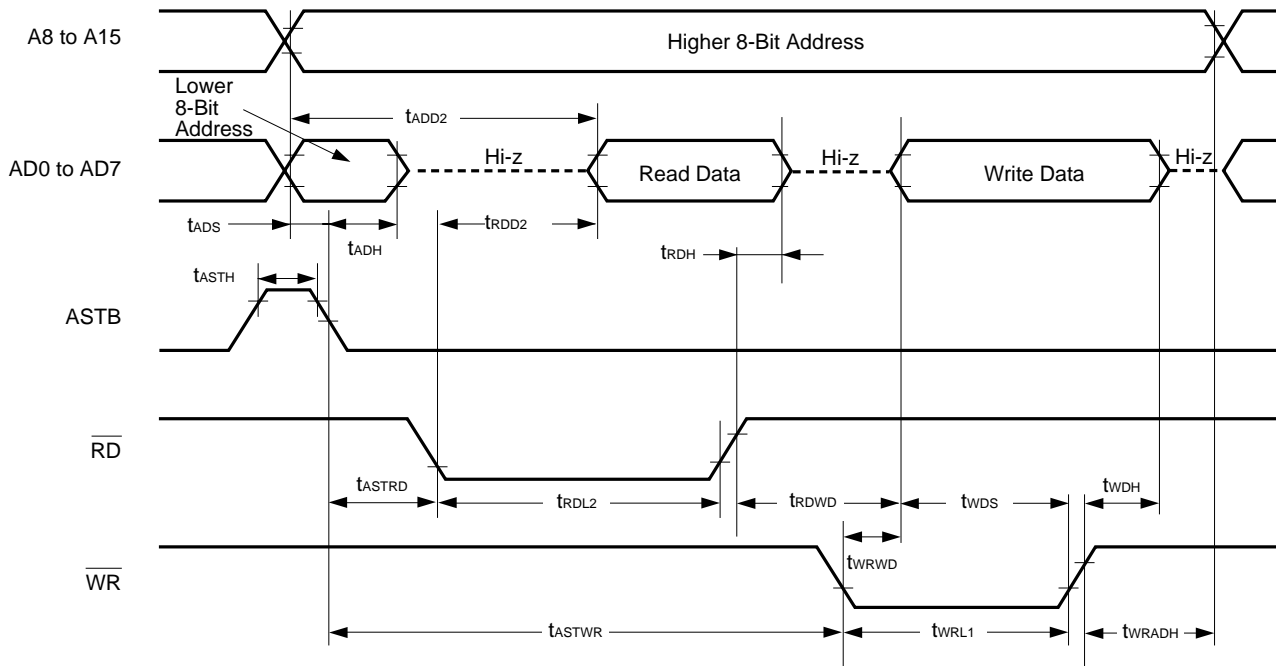 A8 to A15
Higher 8-Bit Address
Lower
8-Bit
Address
tADD2
AD0 to AD7
Hi-z
Read Data
Hi-z
Write Data
Hi-z
tADS
tADH
tRDD2
tRDH
tASTH
ASTB
RD
tASTRD
tRDL2
tRDWD
tWDS
tWDH
tWRWD
WR
tASTWR
tWRL1
tWRADH